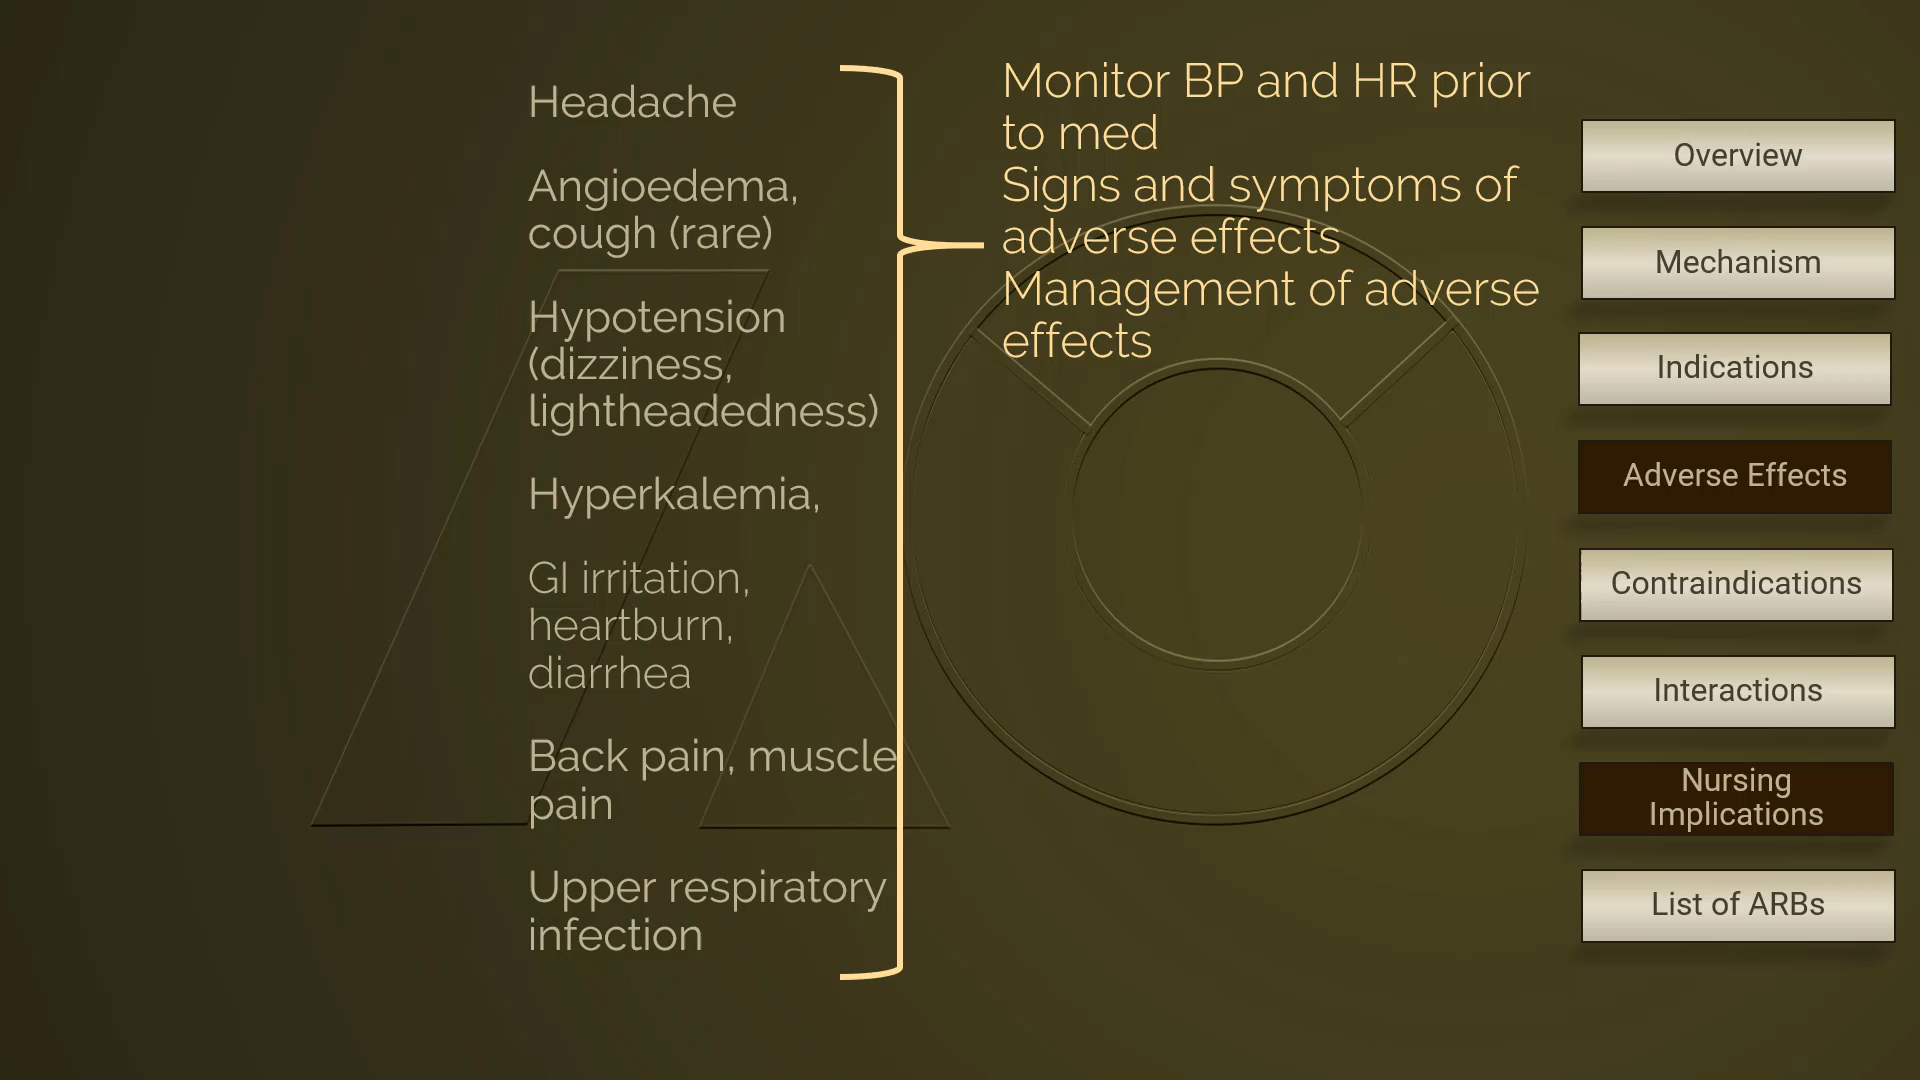 Headache
Angioedema,
cough (rare)
Hypotension
(dizziness,
lightheadedness)
Hyperkalemia,
GI irritation,
heartburn,
diarrhea
Back pain, muscle
pain
Upper respiratory
infection
Monitor BP and HR prior
to med
Signs and symptoms of
adverse effects
Management of adverse
effects
Overview
Mechanism
Indications
Adverse Effects
Contraindications
Interactions
Nursing
Implications
List of ARBs